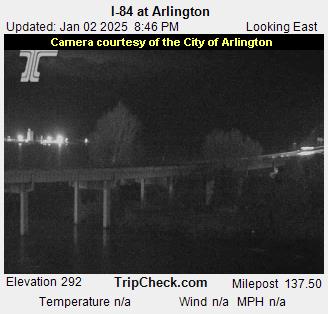 I-84 at Arlington
Updated: Jan 02 2025 8:46 PM Looking East
Camera courtesy of the City of Arlington
Elevation 292 TripCheck.com Milepost 137.50
Temperature n/a Wind n/a MPH n/a